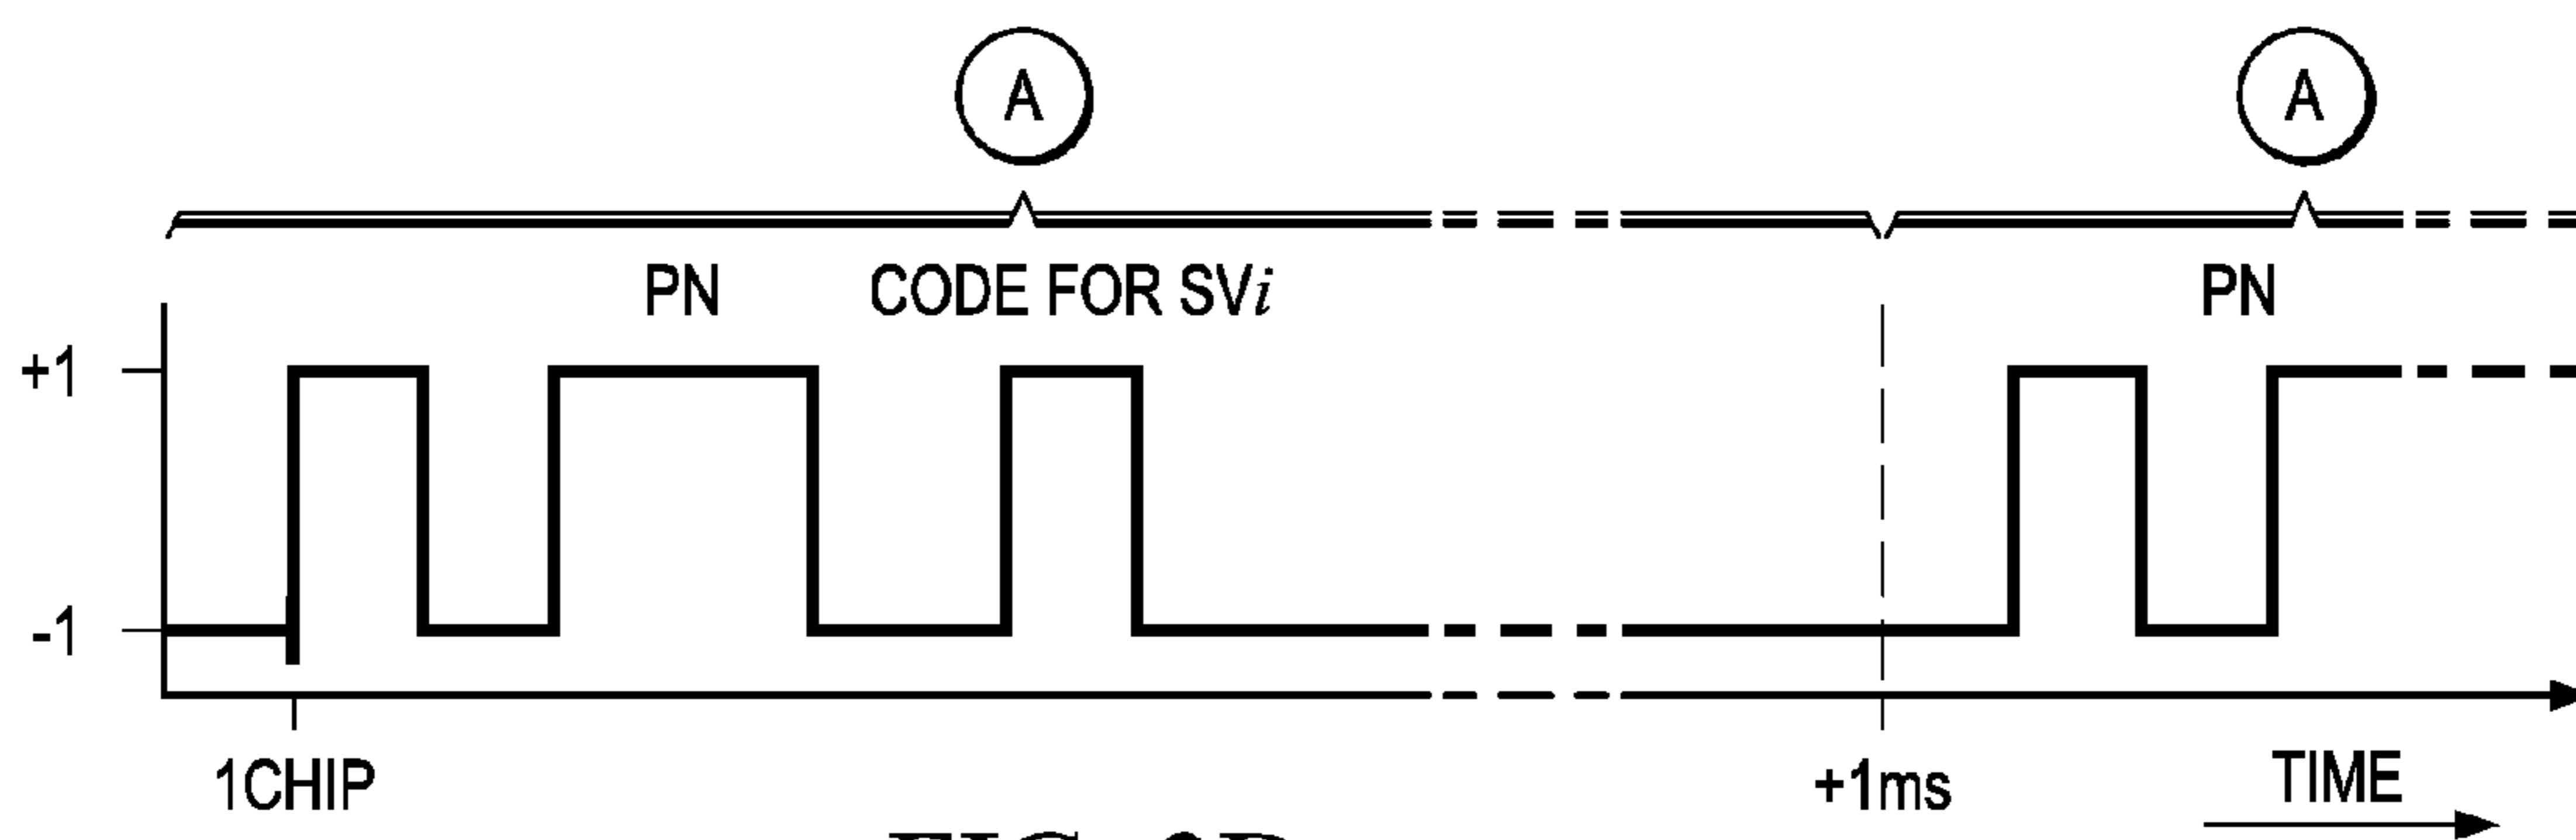 A A
PN CODE FOR SVi PN
+1
-1
1CHIP +1ms TIME